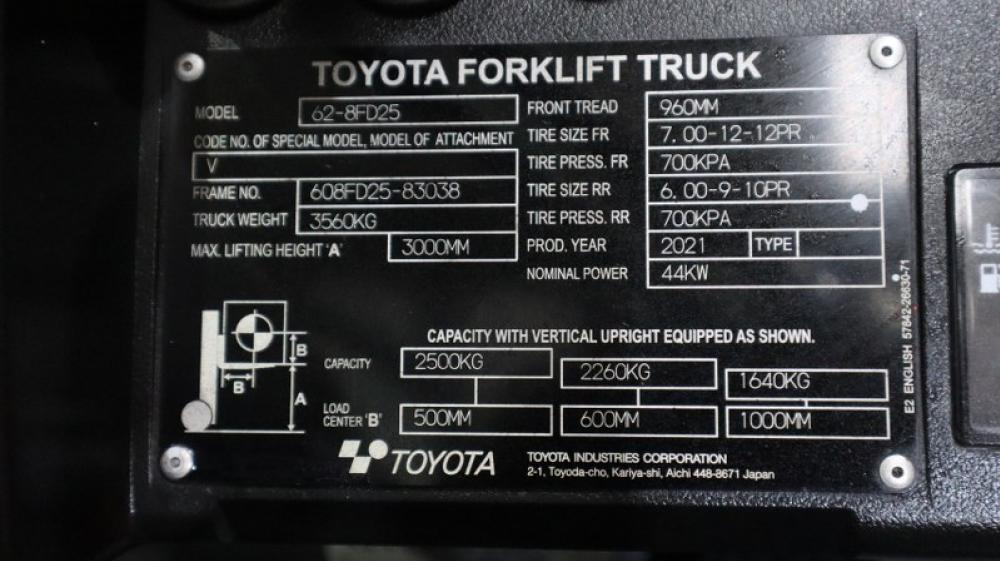 TOYOTA FORKLIFT TRUCK
MODEL 62-8FD25
CODE NO. OF SPECIAL MODEL, MODEL OF ATTACHMENT
V
FRAME NO. 608FD25-83038
TRUCK WEIGHT 3560KG
MAX. LIFTING HEIGHT 'A' 3000MM
FRONT TREAD 960MM
TIRE SIZE FR 7.00-12-12PR
TIRE PRESS. FR 700KPA
TIRE SIZE RR 6.00-9-10PR
TIRE PRESS. RR 700KPA
PROD. YEAR 2021 TYPE
NOMINAL POWER 44KW
B
B
A
CAPACITY WITH VERTICAL UPRIGHT EQUIPPED AS SHOWN.
CAPACITY 2500KG 2260KG 1640KG
LOAD
CENTER 'B' 500MM 600MM 1000MM
TOYOTA
TOYOTA INDUSTRIES CORPORATION
2-1, Toyoda-cho, Kariya-shi, Aichi 448-8671 Japan
E2 ENGLISH 57842-26630-71